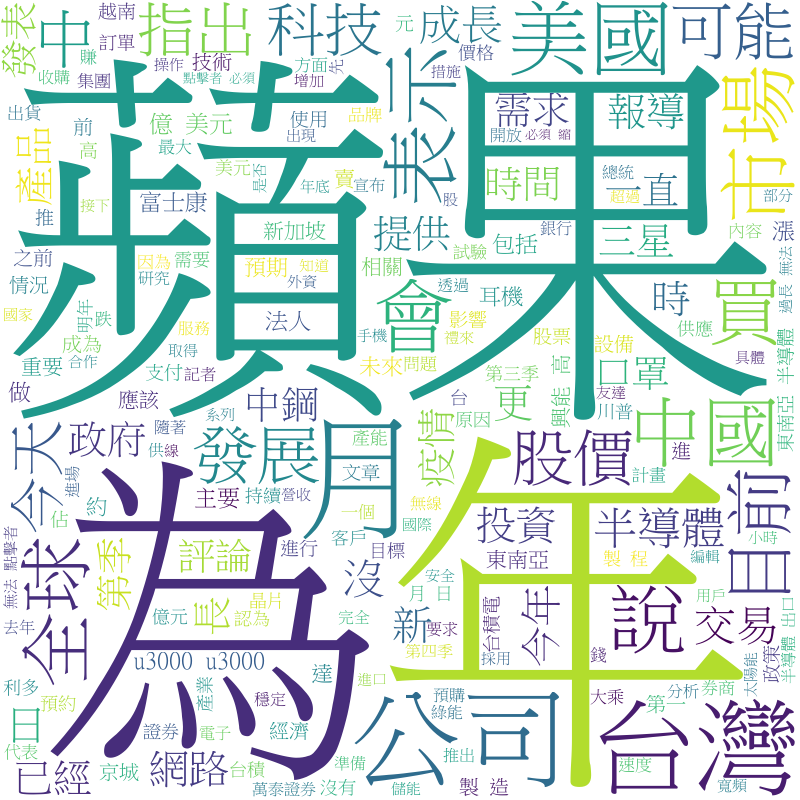 越南
中
指出
科技
元
成長
美國
可能
發表
賺
訂單
技術
方面
先
價格
收購
集團
操作
點擊者 必須
增加
措施
蘋果
表示
需求
報導
市場
出貨
前
億 美元
使用
出現
品牌
開放
必須 縮
產品
高
最大
美元
是否
賣
宣布
時間
一直
總統
超過
部分
推
接下
富士康
年底
股
提供
包括
三星
銀行
漲
內容
之前
因為
需要
新加坡
知道
預期
外資
相關
試驗
買
無法
過長
情況
研究
會
透過
耳機
時
國家
明年
跌
服務
法人
手機
影響
禮來
股票
供應
具體
半導體
重要
成為
合作
取得
支付
記者
未來
問題
設備
口罩
第三季
做
應該
中鋼
系列
疫情
台
更
高
興能
友達
原因
川普
中國
東南亞
今天
政府
隨著
供
線
發展
月
產能
年
股價
進
目前
進場
文章
計畫
佔
約
主要
持續
營收
一個
無線
投資
半導體
全球
第季
評論
客戶
國際
沒
東南亞
製 程
編輯
小時
無法 點擊者
進行
目標
為
說
長
晶片
安全
月 日
新
今年
台積電
交易
用戶
出口
去年
億元
認為
完全
要求
第四季
採用
錢
政策
太陽能
半導體
u3000 u3000
達
公司
台灣
利多
日
預約
產業
穩定
進口
預購
綠能
大乘
第一
分析
券商
代表
已經
證券
電子
經濟
準備
推出
速度
京城
網路
台積
沒有
萬泰證券
儲能
製 造
寬頻